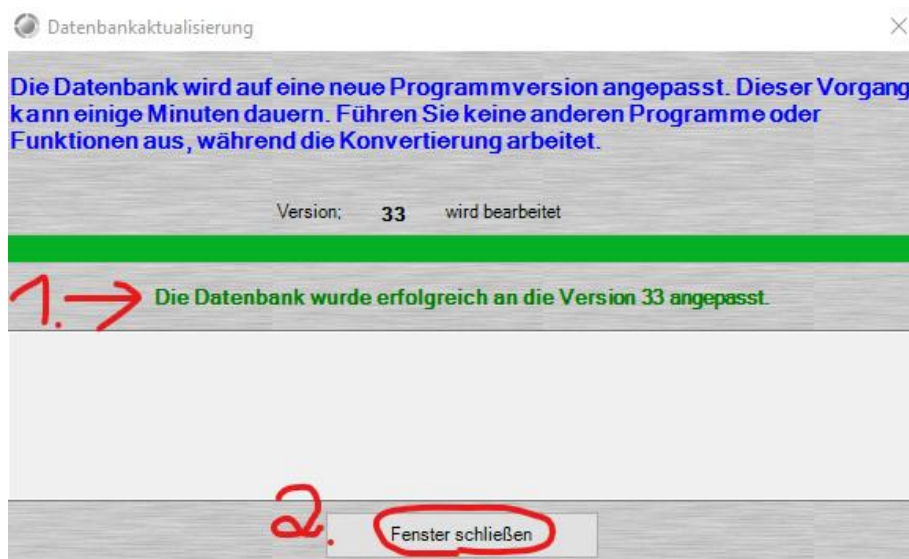 Datenbankaktualisierung
Die Datenbank wird auf eine neue Programmversion angepasst. Dieser Vorgang
kann einige Minuten dauern. Führen Sie keine anderen Programme oder
Funktionen aus, während die Konvertierung arbeitet.
Version: 33 wird bearbeitet
1. → Die Datenbank wurde erfolgreich an die Version 33 angepasst.
2. Fenster schließen